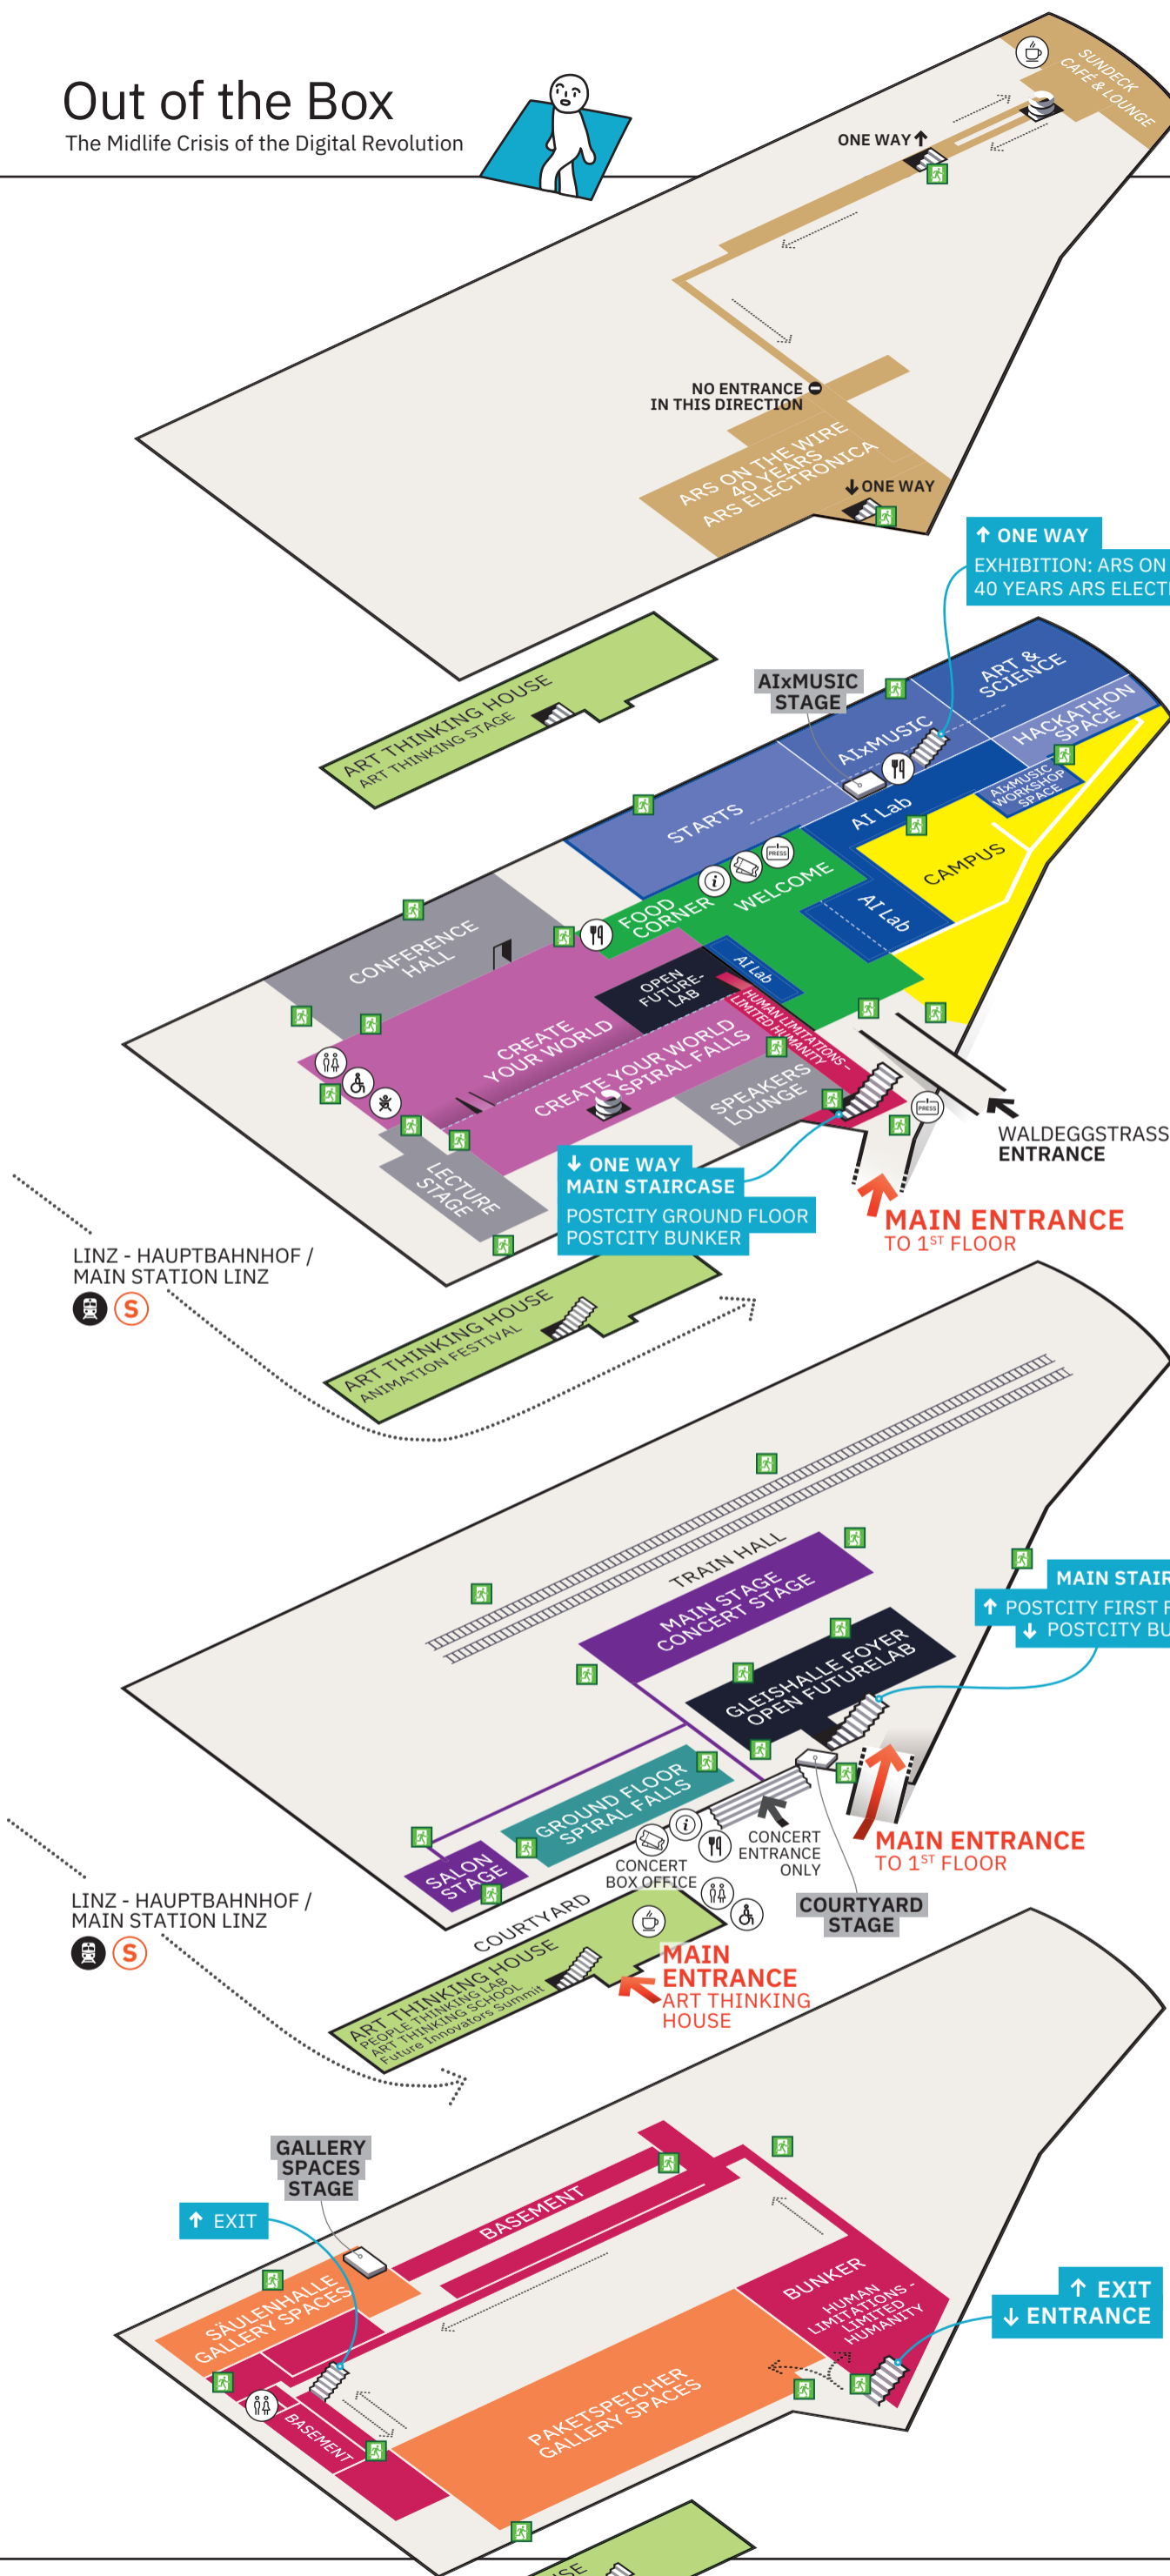 Out of the Box
The Midlife Crisis of the Digital Revolution
SUNDECK
CAFÉ & LOUNGE
ONE WAY ↑
NO ENTRANCE
IN THIS DIRECTION
ARS ON THE WIRE
40 YEARS
ARS ELECTRONICA
↓ ONE WAY
↑ ONE WAY
EXHIBITION: ARS ON
40 YEARS ARS ELECT
ART THINKING HOUSE
ART THINKING STAGE
AIxMUSIC
STAGE
ART &
SCIENCE
AIxMUSIC
HACKATHON
SPACE
AIxMUSIC
WORKSHOP
SPACE
STARTS
AI Lab
CAMPUS
PRESS
WELCOME
FOOD
CORNER
AI Lab
CONFERENCE
HALL
AI Lab
OPEN
FUTURE-
LAB
HUMAN LIMITATIONS –
LIMITED HUMANITY
CREATE
YOUR WORLD
CREATE YOUR WORLD
SPIRAL FALLS
SPEAKERS
LOUNGE
PRESS
WALDEGGSTRASS
ENTRANCE
LECTURE
STAGE
↓ ONE WAY
MAIN STAIRCASE
POSTCITY GROUND FLOOR
POSTCITY BUNKER
MAIN ENTRANCE
TO 1ST FLOOR
LINZ - HAUPTBAHNHOF /
MAIN STATION LINZ
S
ART THINKING HOUSE
ANIMATION FESTIVAL
TRAIN HALL
MAIN STAGE
CONCERT STAGE
MAIN STAIR
↑ POSTCITY FIRST F
↓ POSTCITY BU
GLEISHALLE FOYER
OPEN FUTURELAB
GROUND FLOOR
SPIRAL FALLS
SALON
STAGE
CONCERT
ENTRANCE
ONLY
MAIN ENTRANCE
TO 1ST FLOOR
CONCERT
BOX OFFICE
COURTYARD
STAGE
COURTYARD
LINZ - HAUPTBAHNHOF /
MAIN STATION LINZ
S
ART THINKING HOUSE
PEOPLE THINKING LAB
ART THINKING SCHOOL
Future Innovators Summit
MAIN
ENTRANCE
ART THINKING
HOUSE
GALLERY
SPACES
STAGE
↑ EXIT
BASEMENT
SÄULENHALLE
GALLERY SPACES
BUNKER
HUMAN
LIMITATIONS –
LIMITED
HUMANITY
↑ EXIT
↓ ENTRANCE
PAKETSPEICHER
GALLERY SPACES
BASEMENT
SE